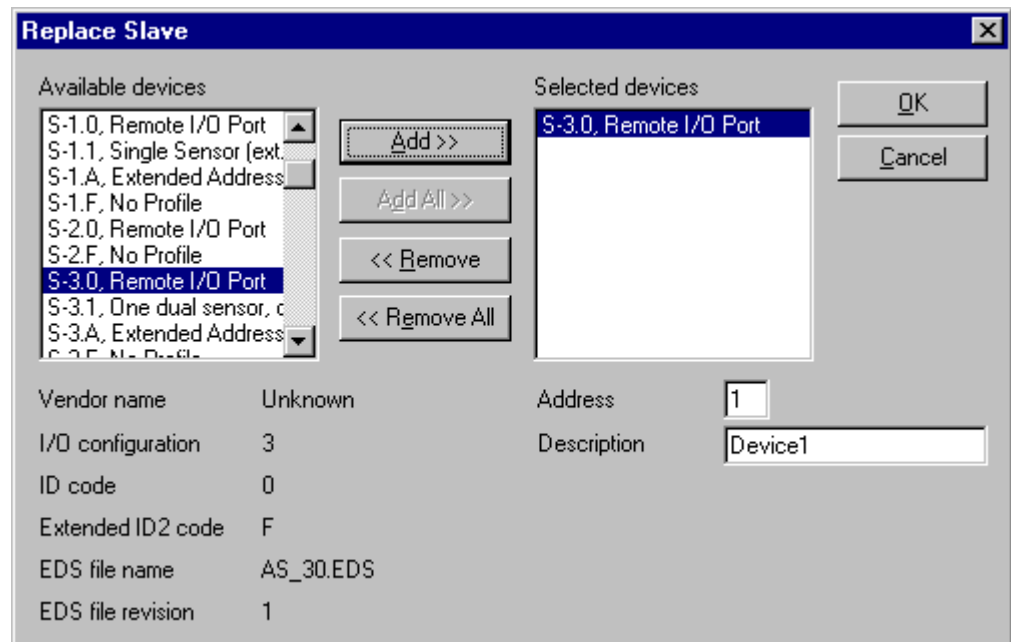 Replace Slave
Available devices
S-1.0, Remote I/O Port
S-1.1, Single Sensor (ext.
S-1.A, Extended Address
S-1.F, No Profile
S-2.0, Remote I/O Port
S-2.F, No Profile
S-3.0, Remote I/O Port
S-3.1, One dual sensor, c
S-3.A, Extended Address
S-3.F, No Profile
Add >>
Add All >>
<< Remove
<< Remove All
Selected devices
S-3.0, Remote I/O Port
OK
Cancel
Vendor name Unknown
I/O configuration 3
ID code 0
Extended ID2 code F
EDS file name AS_30.EDS
EDS file revision 1
Address 1
Description Device1